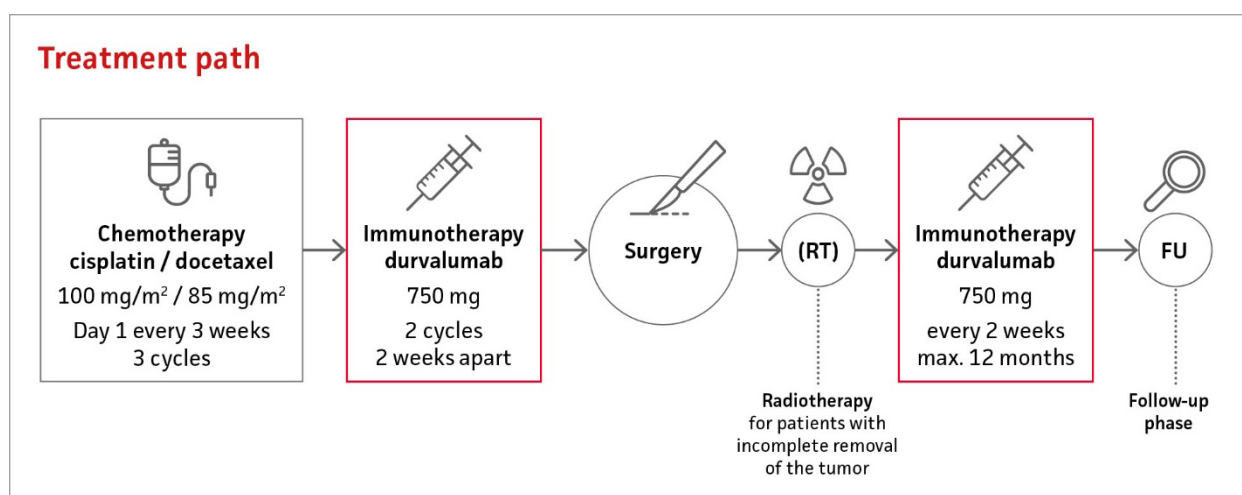 Treatment path
Chemotherapy
cisplatin / docetaxel
100 mg/m² / 85 mg/m²
Day 1 every 3 weeks
3 cycles
Immunotherapy
durvalumab
750 mg
2 cycles
2 weeks apart
Surgery
(RT)
Radiotherapy
for patients with
incomplete removal
of the tumor
Immunotherapy
durvalumab
750 mg
every 2 weeks
max. 12 months
FU
Follow-up
phase